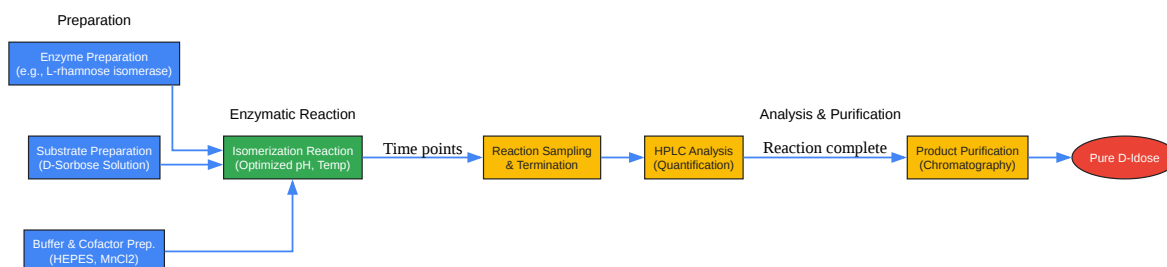 Preparation
Enzyme Preparation
(e.g., L-rhamnose isomerase)
Enzymatic Reaction
Analysis & Purification
Substrate Preparation
(D-Sorbose Solution)
Isomerization Reaction
(Optimized pH, Temp)
Time points
Reaction Sampling
& Termination
HPLC Analysis
(Quantification)
Reaction complete
Product Purification
(Chromatography)
Pure D-Idose
Buffer & Cofactor Prep.
(HEPES, MnCl2)